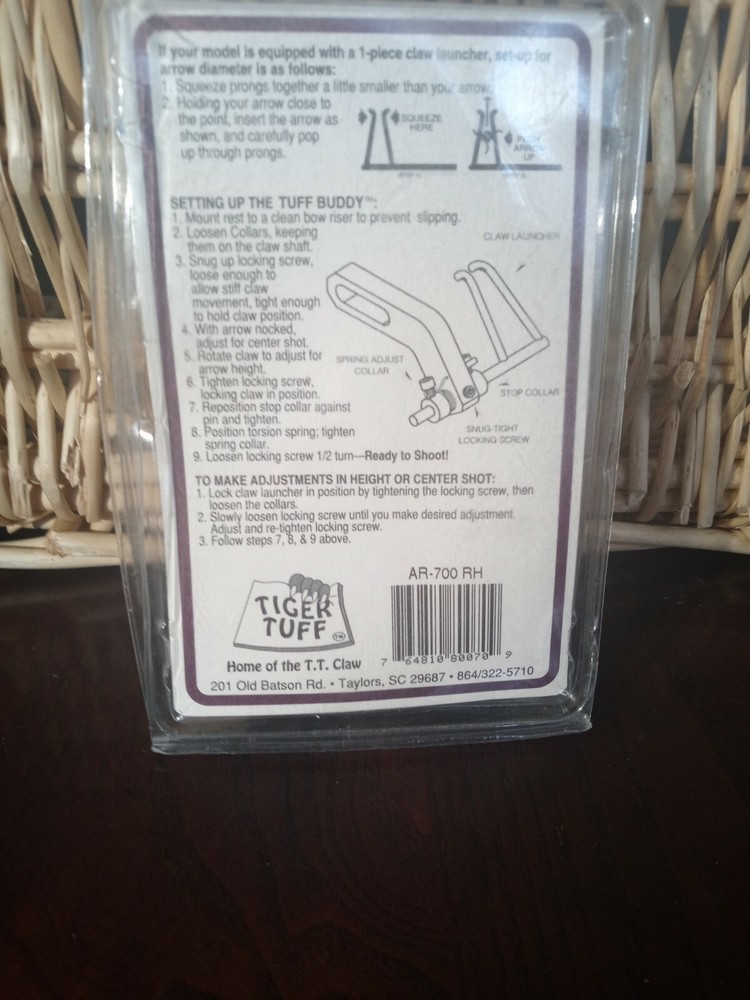 If your model is equipped with a 1-piece claw launcher, set-up for
arrow diameter is as follows:
1. Squeeze prongs together a little smaller than your arrow.
2. Holding your arrow close to
the point, insert the arrow as
shown, and carefully pop
up through prongs.
SQUEEZE
HERE
PUSH
ARROW
UP
SETTING UP THE TUFF BUDDY™:
1. Mount rest to a clean bow riser to prevent slipping.
2. Loosen Collars, keeping
them on the claw shaft.
3. Snug up locking screw,
loose enough to
allow stiff claw
movement, tight enough
to hold claw position.
4. With arrow nocked,
adjust for center shot.
5. Rotate claw to adjust for
arrow height.
6. Tighten locking screw,
locking claw in position.
7. Reposition stop collar against
pin and tighten.
8. Position torsion spring; tighten
spring collar.
9. Loosen locking screw 1/2 turn—Ready to Shoot!
CLAW LAUNCHER
SPRING ADJUST
COLLAR
STOP COLLAR
SNUG-TIGHT
LOCKING SCREW
TO MAKE ADJUSTMENTS IN HEIGHT OR CENTER SHOT:
1. Lock claw launcher in position by tightening the locking screw, then
loosen the collars.
2. Slowly loosen locking screw until you make desired adjustment.
Adjust and re-tighten locking screw.
3. Follow steps 7, 8, & 9 above.
TIGER
TUFF™
Home of the T.T. Claw
AR-700 RH
7 64810 80070 9
201 Old Batson Rd. • Taylors, SC 29687 • 864/322-5710